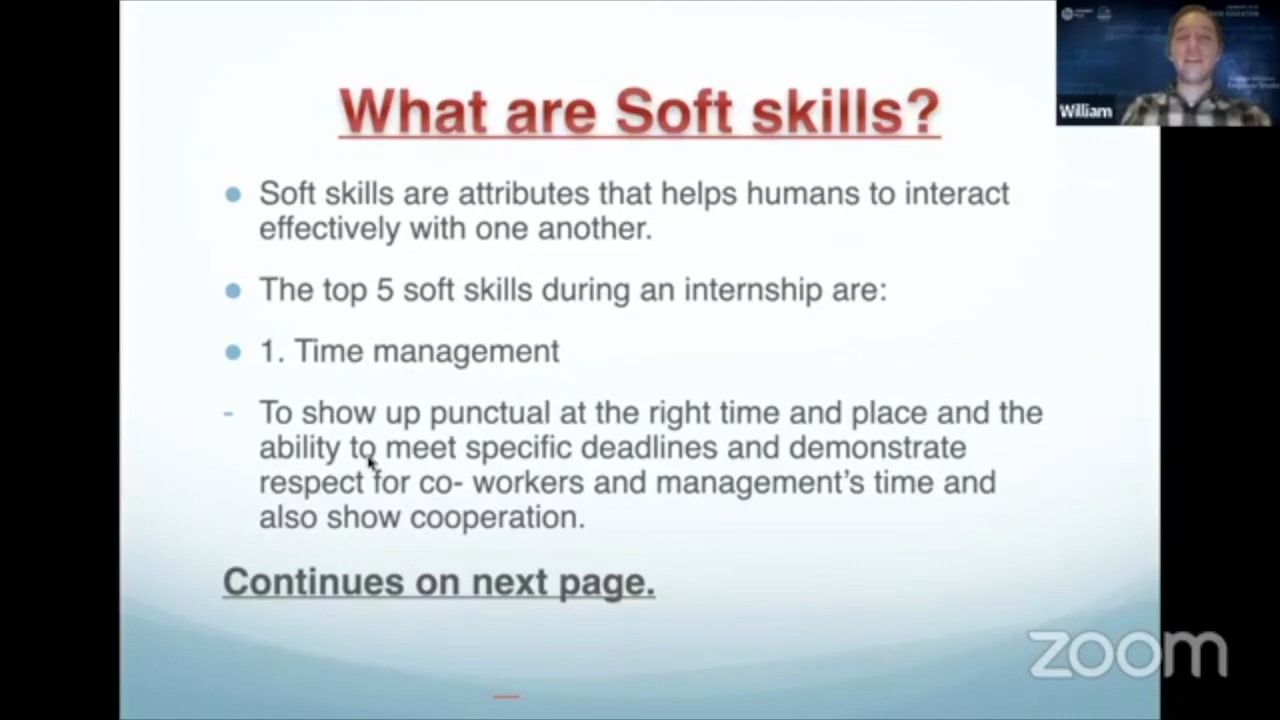 What are Soft skills?
Soft skills are attributes that helps humans to interact
effectively with one another.
The top 5 soft skills during an internship are:
1. Time management
- To show up punctual at the right time and place and the
ability to meet specific deadlines and demonstrate
respect for co- workers and management’s time and
also show cooperation.
Continues on next page.
William
zoom